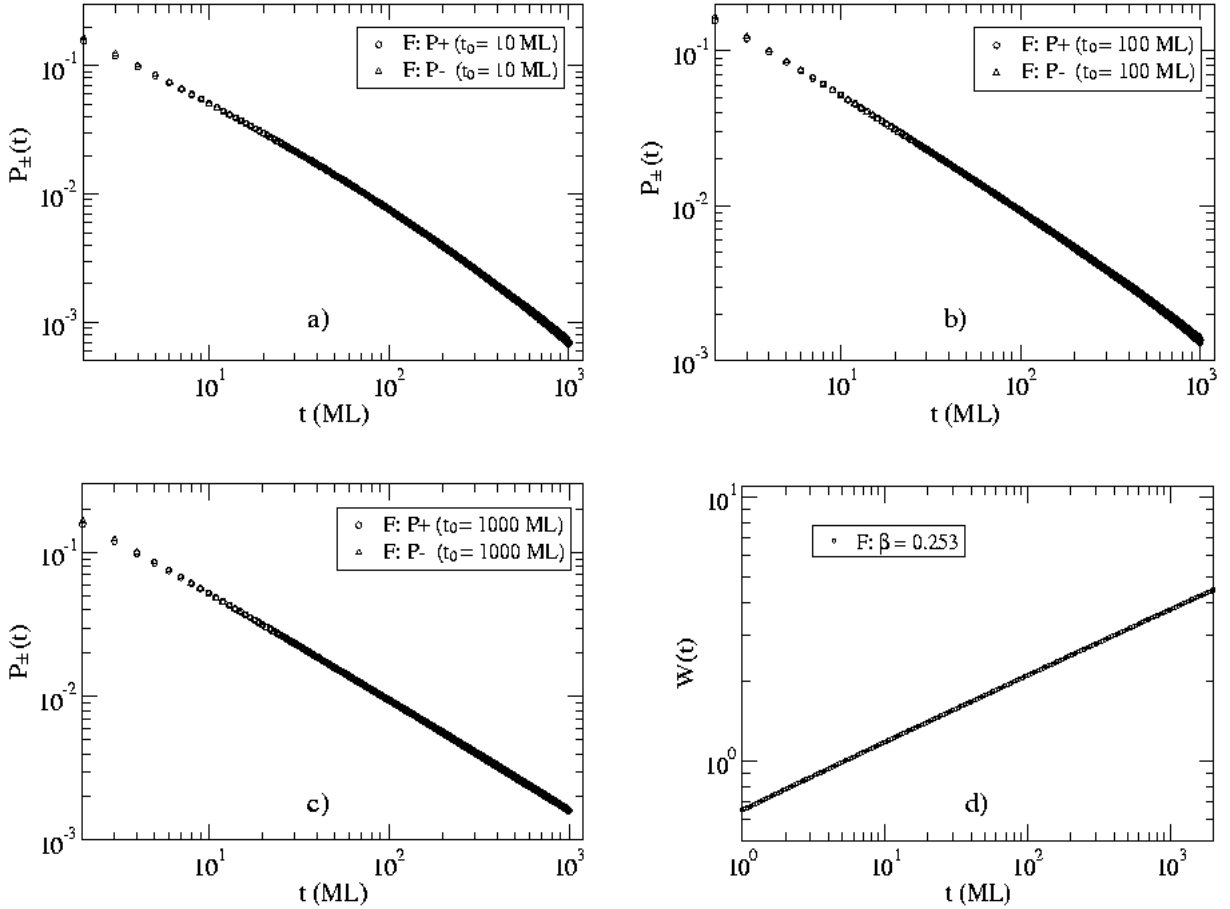 F: P+ (t₀= 10 ML)
F: P- (t₀= 10 ML)
10⁻¹
10⁻²
10⁻³
P±(t)
a)
10¹
10²
10³
t (ML)
F: P+ (t₀= 100 ML)
F: P- (t₀= 100 ML)
10⁻¹
10⁻²
10⁻³
P±(t)
b)
10¹
10²
10³
t (ML)
F: P+ (t₀= 1000 ML)
F: P- (t₀= 1000 ML)
10⁻¹
10⁻²
10⁻³
P±(t)
c)
10¹
10²
10³
t (ML)
10¹
F: β = 0.253
10⁰
W(t)
d)
10⁰
10¹
10²
10³
t (ML)